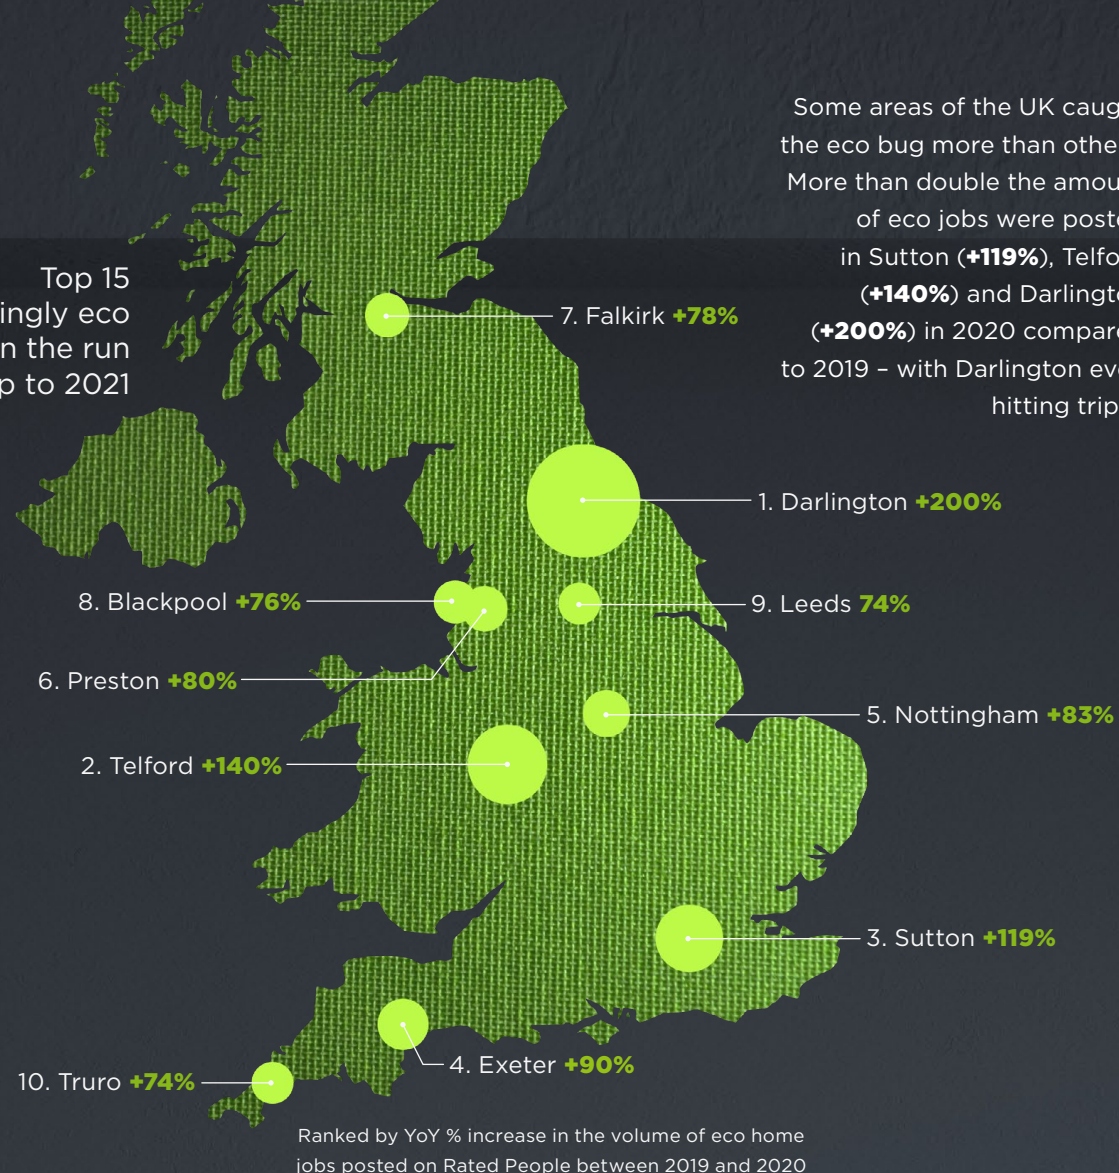 Some areas of the UK caug
the eco bug more than othe
More than double the amou
of eco jobs were poste
in Sutton (+119%), Telfo
(+140%) and Darlingt
(+200%) in 2020 compar
to 2019 – with Darlington ev
hitting trip
Top 15
ingly eco
n the run
p to 2021
7. Falkirk +78%
1. Darlington +200%
8. Blackpool +76%
9. Leeds 74%
6. Preston +80%
5. Nottingham +83%
2. Telford +140%
3. Sutton +119%
4. Exeter +90%
10. Truro +74%
Ranked by YoY % increase in the volume of eco home
jobs posted on Rated People between 2019 and 2020